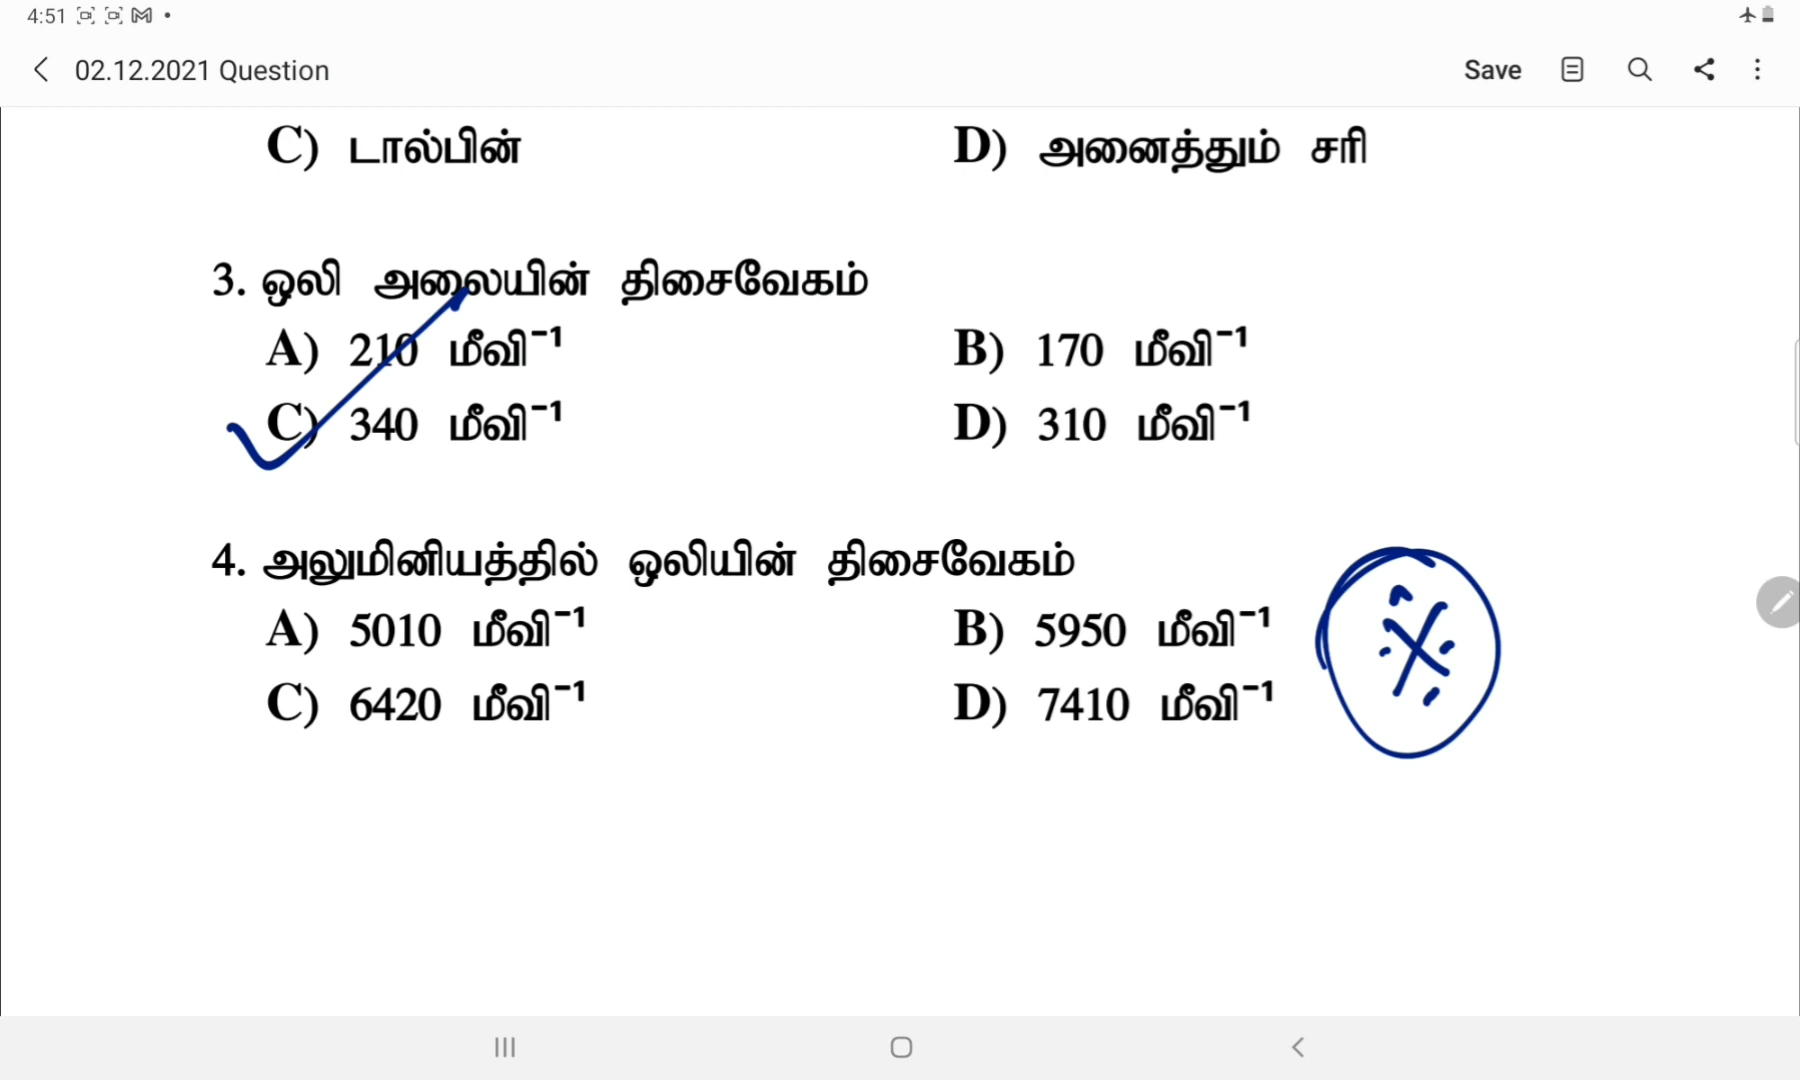 4:51
02.12.2021 Question Save
C) டால்பின் D) அனைத்தும் சரி
3. ஒலி அலையின் திசைவேகம்
A) 210 மீவி⁻¹ B) 170 மீவி⁻¹
C) 340 மீவி⁻¹ D) 310 மீவி⁻¹
4. அலுமினியத்தில் ஒலியின் திசைவேகம்
A) 5010 மீவி⁻¹ B) 5950 மீவி⁻¹
C) 6420 மீவி⁻¹ D) 7410 மீவி⁻¹